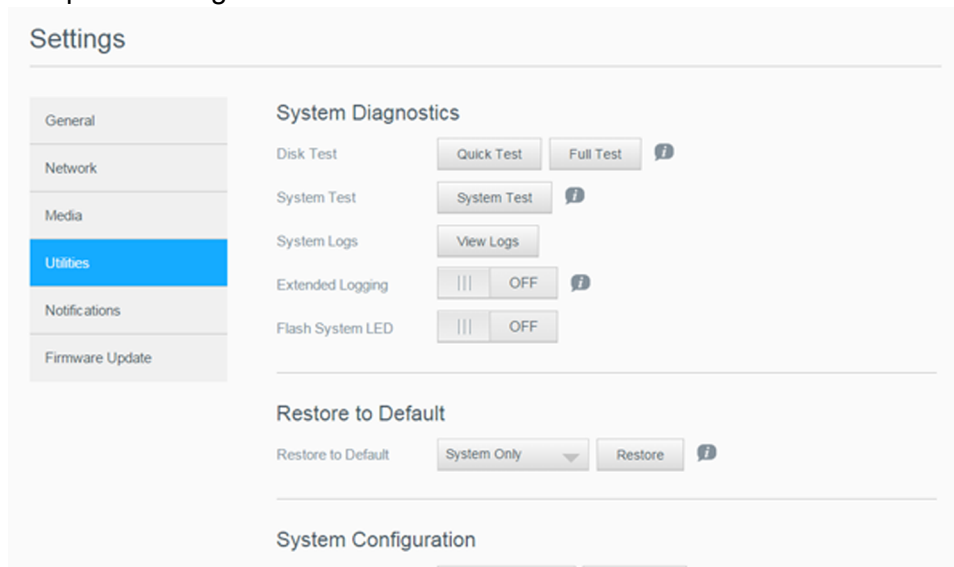 Settings
General
Network
Media
Utilities
Notifications
Firmware Update
System Diagnostics
Disk Test Quick Test Full Test
System Test System Test
System Logs View Logs
Extended Logging OFF
Flash System LED OFF
Restore to Default
Restore to Default System Only Restore
System Configuration